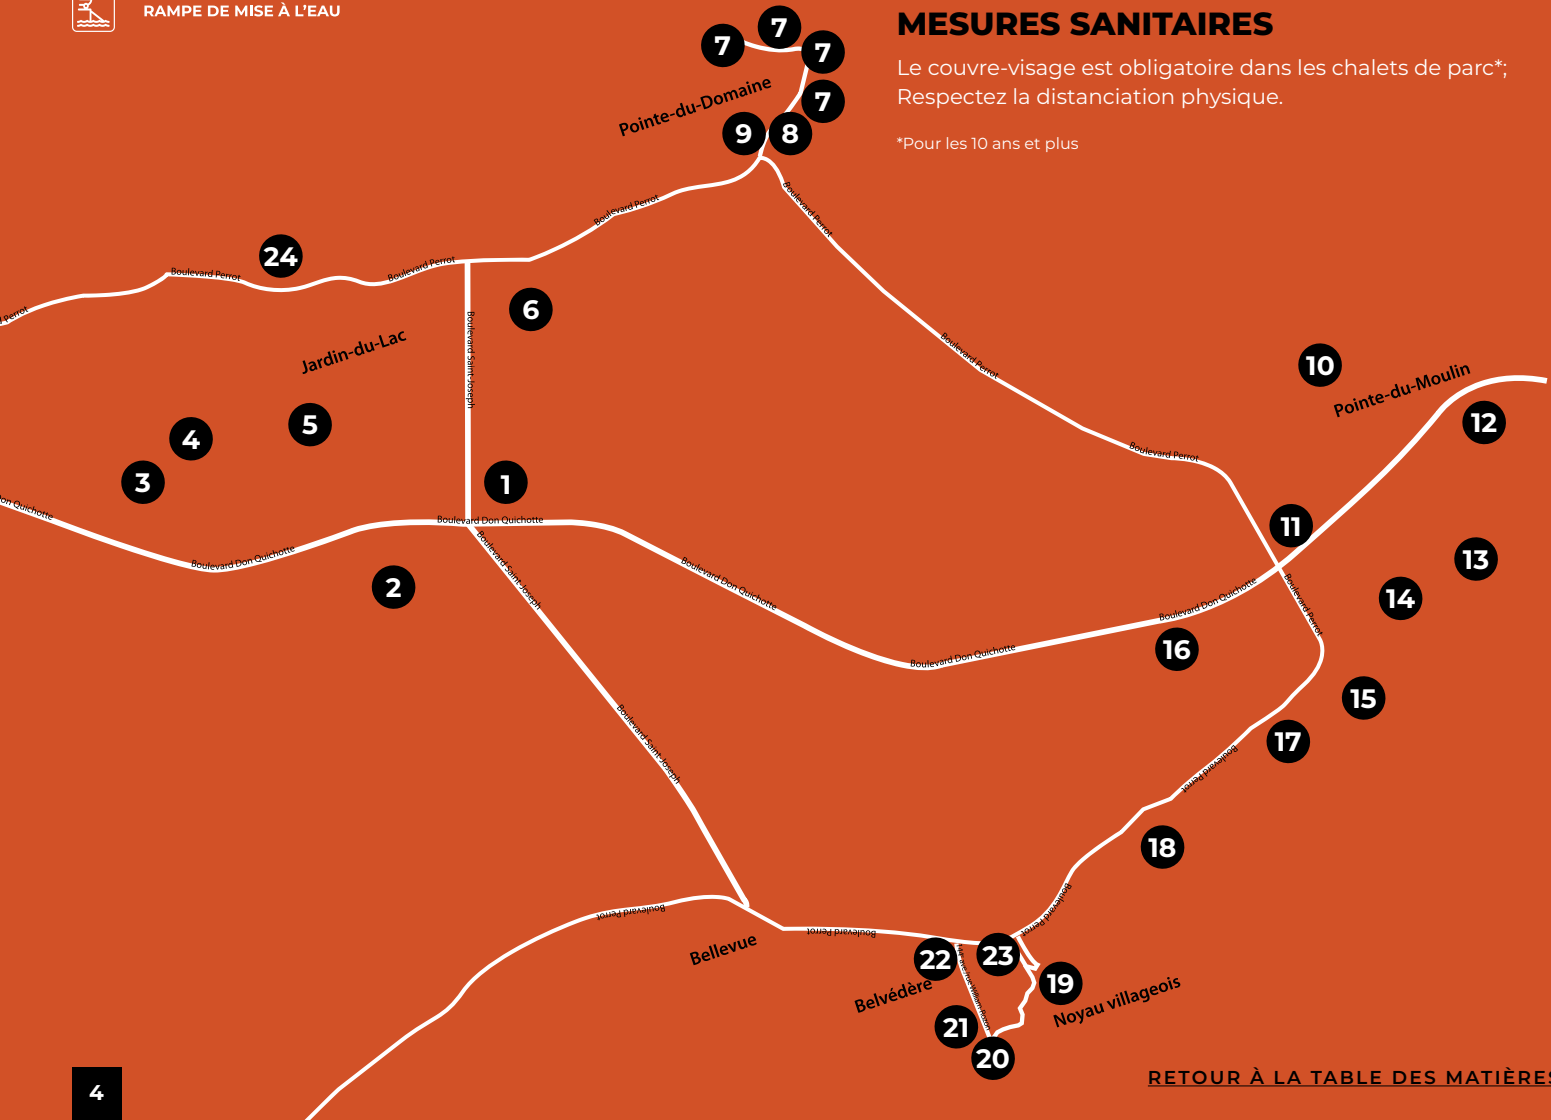 RAMPE DE MISE À L'EAU
MESURES SANITAIRES
Le couvre-visage est obligatoire dans les chalets de parc*;
Respectez la distanciation physique.
*Pour les 10 ans et plus
7
7
7
7
Pointe-du-Domaine
9
8
Boulevard Perrot
Boulevard Perrot
24
Boulevard Perrot
Boulevard Perrot
Perrot
6
Boulevard Saint-Joseph
Jardin-du-Lac
Boulevard Perrot
10
Pointe-du-Moulin
12
5
4
3
1
Boulevard Perrot
Don Quichotte
Boulevard Don Quichotte
Boulevard Don Quichotte
11
2
Boulevard Saint-Joseph
Boulevard Don Quichotte
13
14
Boulevard Don Quichotte
Boulevard Perrot
16
Boulevard Don Quichotte
15
17
Boulevard Saint-Joseph
Boulevard Perrot
18
Boulevard Perrot
Boulevard Perrot
Boulevard Perrot
Bellevue
22
23
19
Belvédère
Noyau villageois
21
20
4
RETOUR À LA TABLE DES MATIÈRES